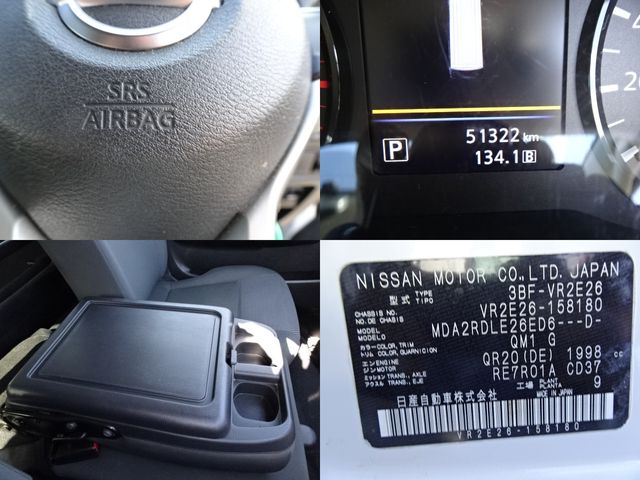 SRS
AIRBAG
20
51322 km
P
134.1 B
NISSAN MOTOR CO.,LTD. JAPAN
型式 TYPE TIPO 3BF-VR2E26
CHASSIS NO. NO. DE CHASSIS VR2E26-158180
MODEL MODELO MDA2RDLE26ED6---D-
カラー COLOR, TRIM トリム COLOR, GUARNICION QM1 G
エンジン ENGINE MOTOR QR20(DE) 1998 cc
ミッション TRANS., AXLE アクスル TRANS., EJE RE7R01A CD37
工場 PLANT PLANTA 9
日産自動車株式会社 MADE IN JAPAN
VR2E26-158180